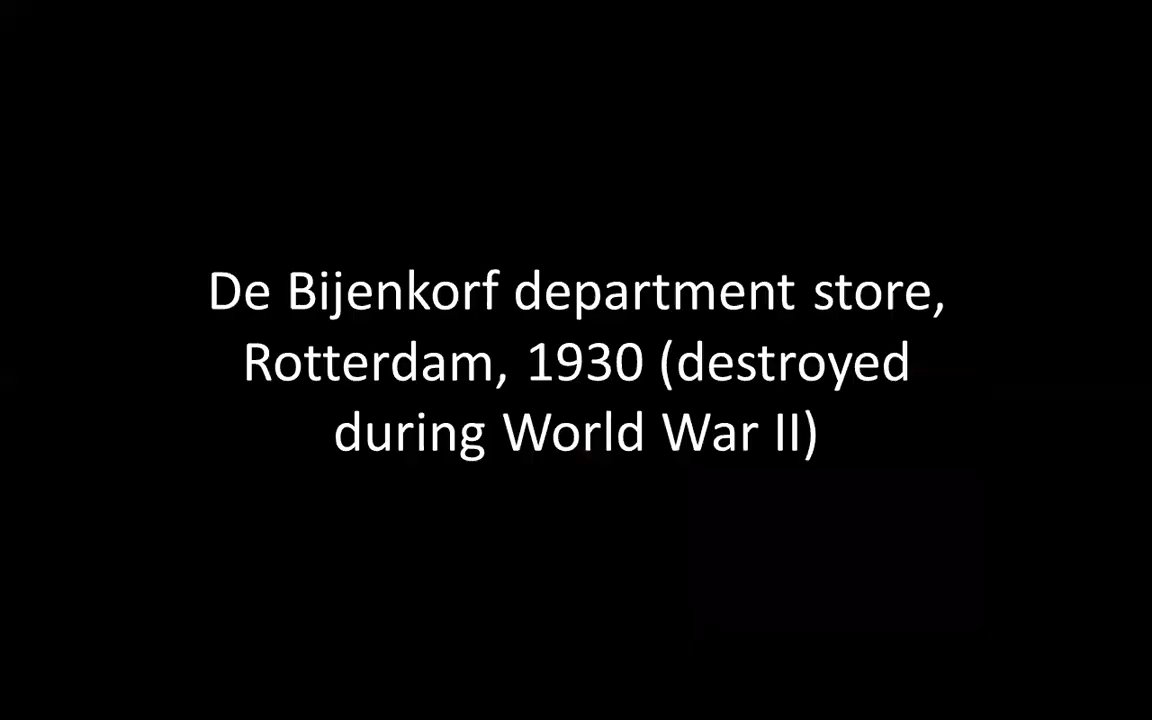 De Bijenkorf department store,
Rotterdam, 1930 (destroyed
during World War II)